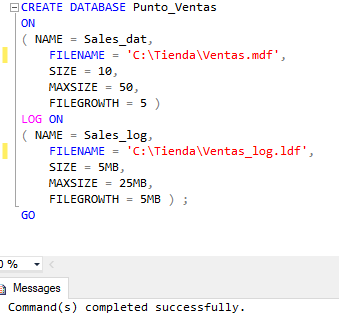 CREATE DATABASE Punto_Ventas
ON
( NAME = Sales_dat,
FILENAME = 'C:\Tienda\Ventas.mdf',
SIZE = 10,
MAXSIZE = 50,
FILEGROWTH = 5 )
LOG ON
( NAME = Sales_log,
FILENAME = 'C:\Tienda\Ventas_log.ldf',
SIZE = 5MB,
MAXSIZE = 25MB,
FILEGROWTH = 5MB ) ;
GO
0 %
Messages
Command(s) completed successfully.